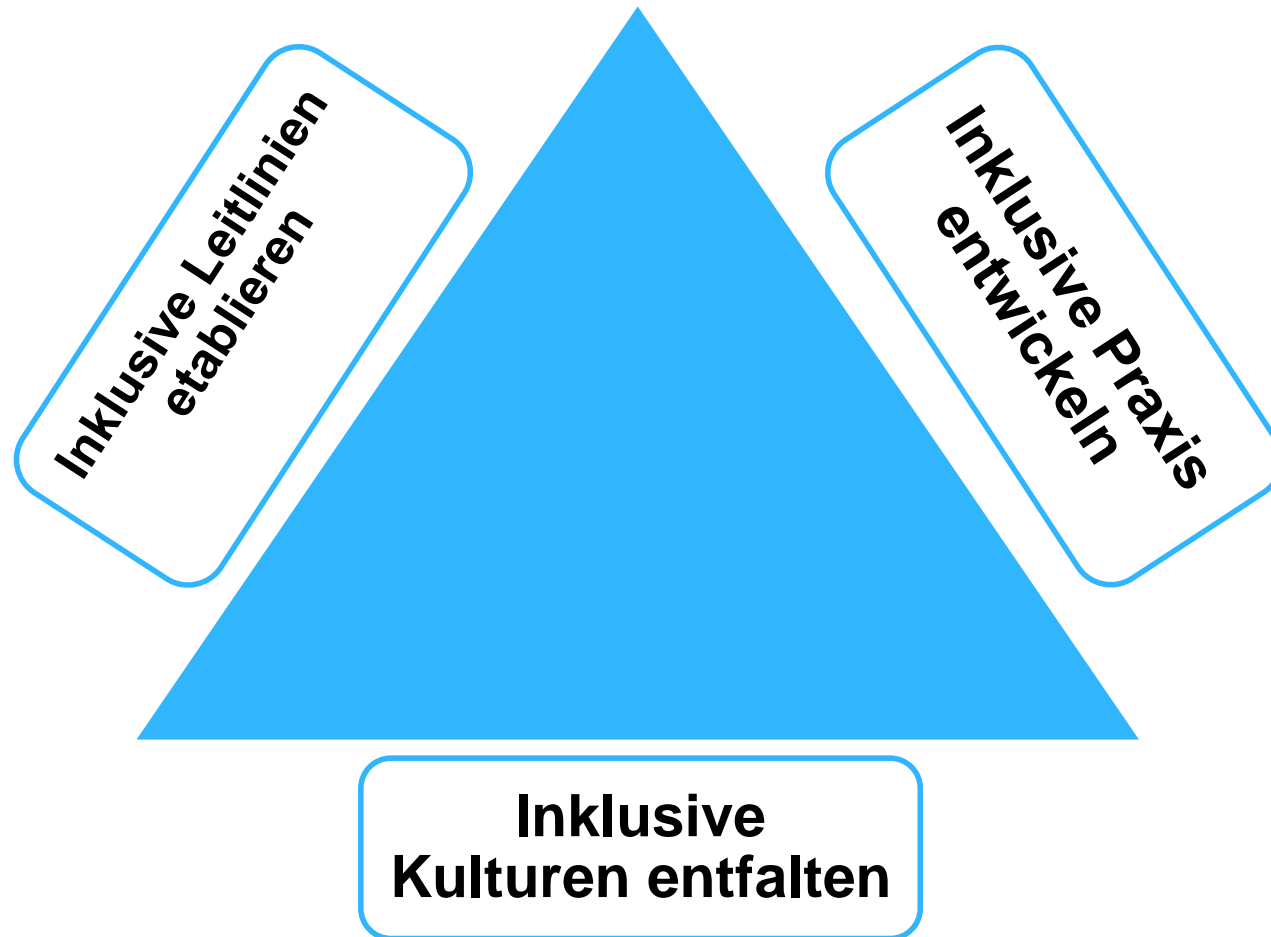 Inklusive Leitlinien
etablieren
Inklusive Praxis
entwickeln
Inklusive
Kulturen entfalten